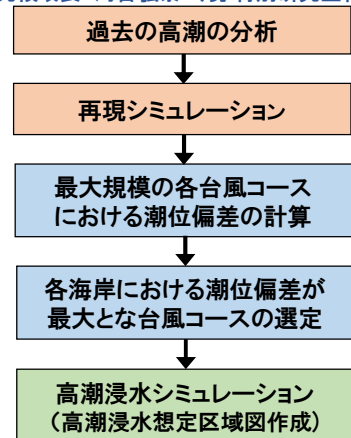 過去の高潮の分析
再現シミュレーション
最大規模の各台風コース
における潮位偏差の計算
各海岸における潮位偏差が
最大とな台風コースの選定
高潮浸水シミュレーション
（高潮浸水想定区域図作成）